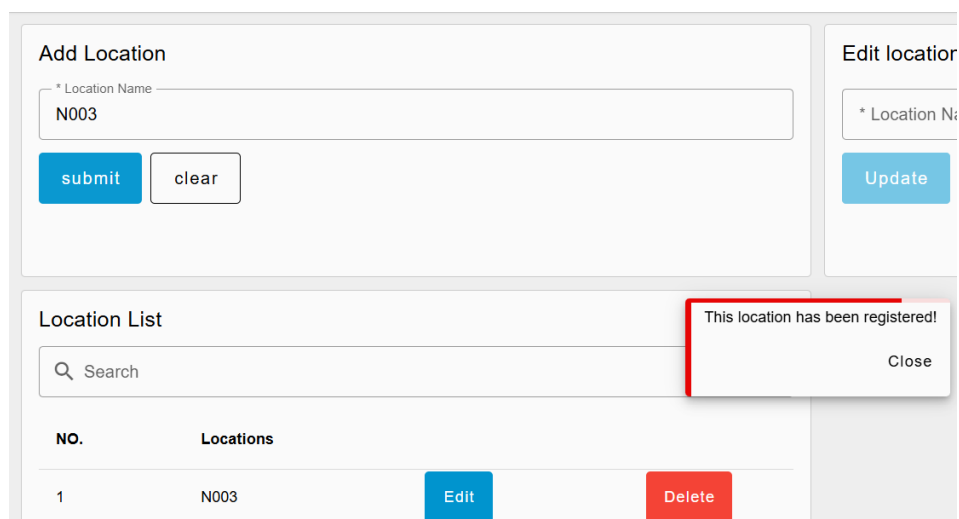 Add Location
* Location Name
N003
submit
clear
Edit location
* Location Na
Update
Location List
This location has been registered!
Close
Search
NO.
Locations
1
N003
Edit
Delete